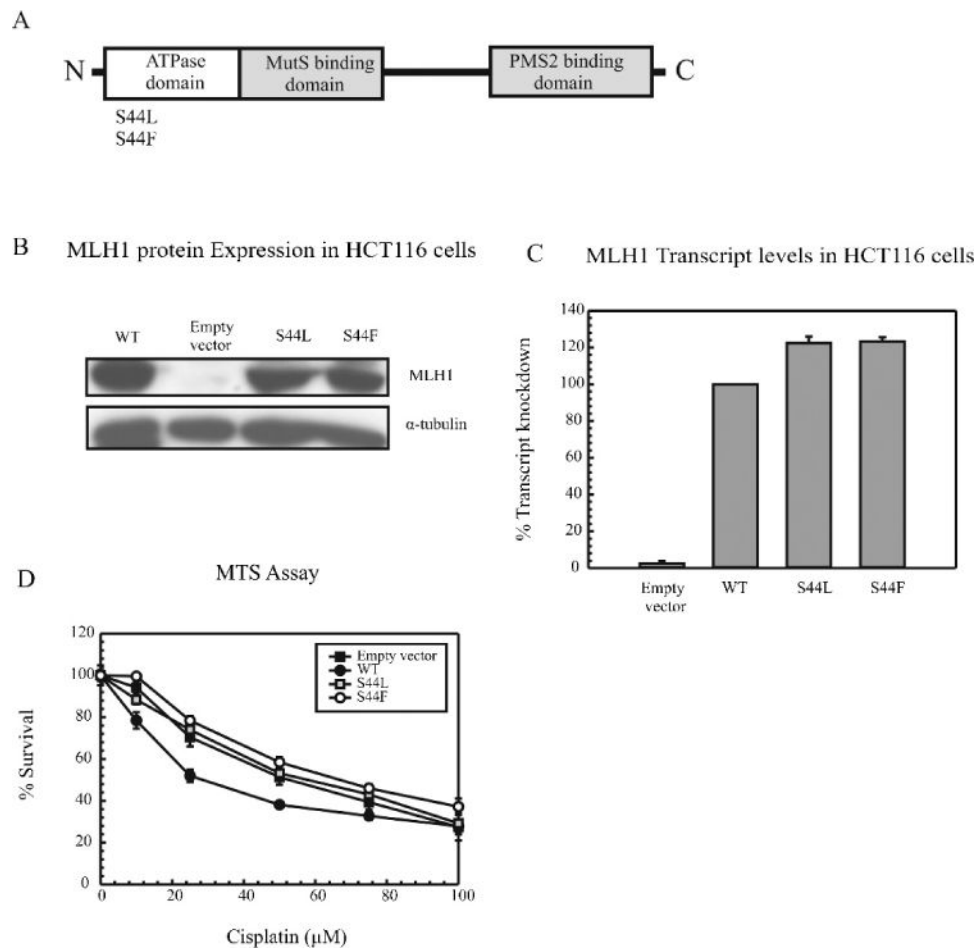 A
N
ATPase
domain
MutS binding
domain
PMS2 binding
domain
C
S44L
S44F
B
MLH1 protein Expression in HCT116 cells
WT
Empty
vector
S44L
S44F
MLH1
α-tubulin
C
MLH1 Transcript levels in HCT116 cells
% Transcript knockdown
140
120
100
80
60
40
20
0
Empty
vector
WT
S44L
S44F
D
MTS Assay
% Survival
120
100
80
60
40
20
0
Empty vector
WT
S44L
S44F
0
20
40
60
80
100
Cisplatin (µM)